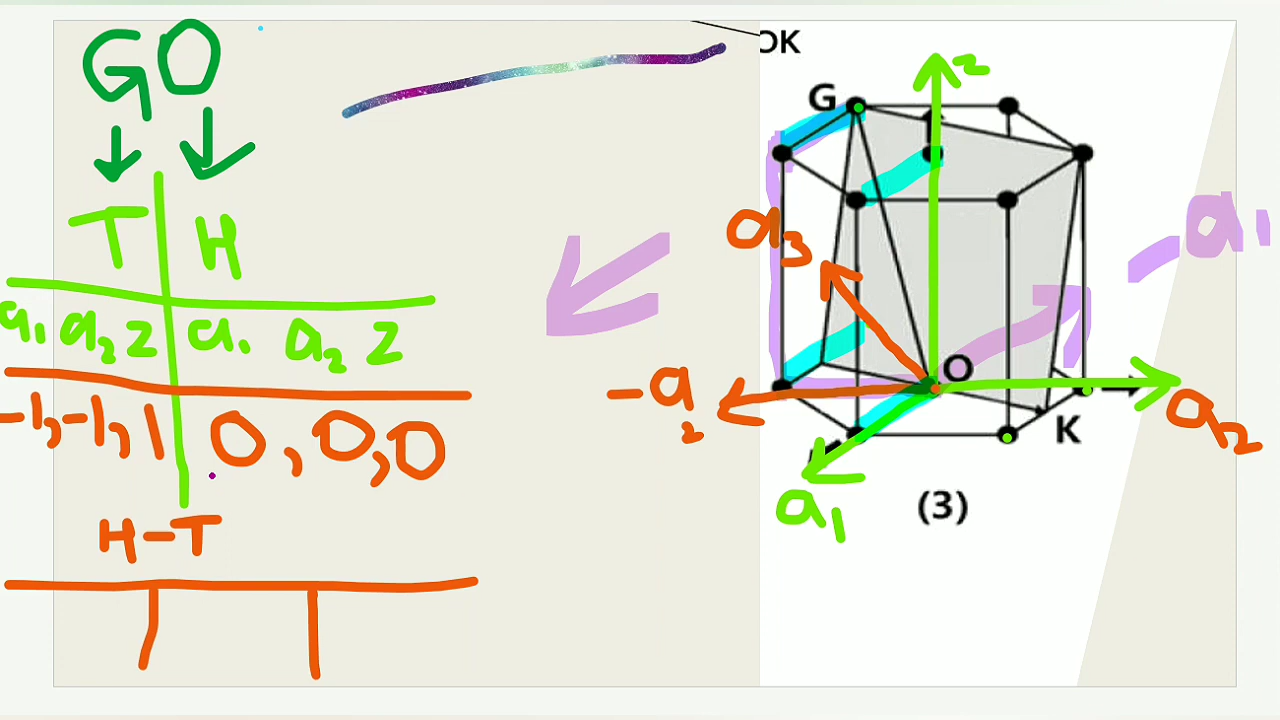 GO
T H
a₁ a₂ z a₁ a₂ z
-1,-1,1 0,0,0
H-T
OK
G
z
a₃
-a₁
O
-a₂
a₂
K
a₁
(3)